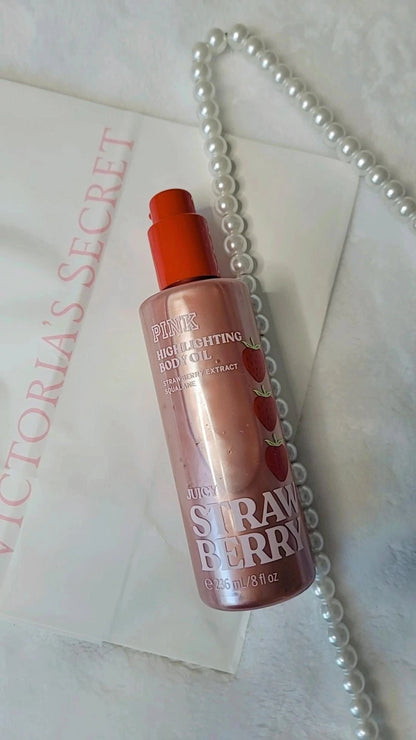 VICTORIA'S SECRET
PINK
HIGHLIGHTING
BODY OIL
STRAWBERRY EXTRACT
SQUALANE
JUICY
STRAW
BERRY
℮ 236 mL/8 fl oz